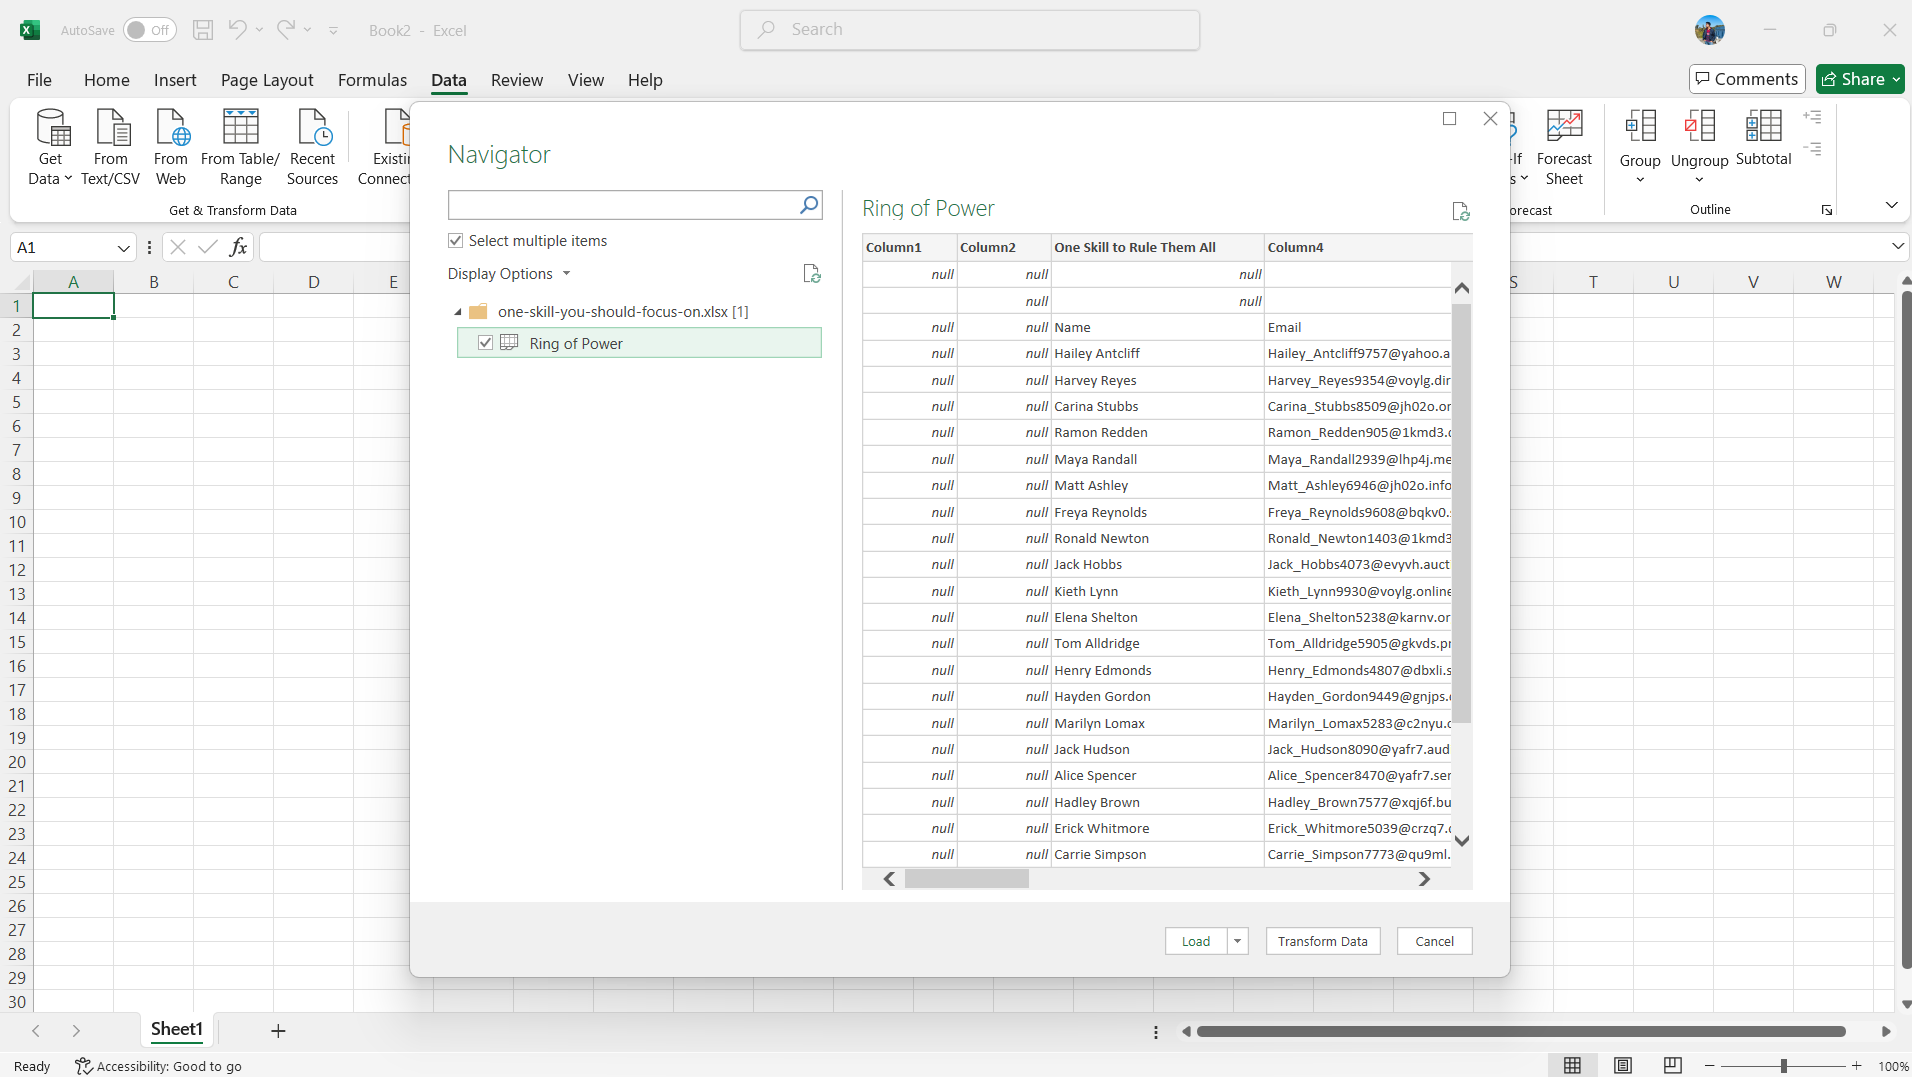 AutoSave Off Book2 - Excel Search
File Home Insert Page Layout Formulas Data Review View Help Comments Share
Get Data
From Text/CSV
From Web
From Table/ Range
Recent Sources
Get & Transform Data
Forecast Sheet
Group
Ungroup
Subtotal
Outline
A1 fx
A B C D E S T U V W
1
2
3
4
5
6
7
8
9
10
11
12
13
14
15
16
17
18
19
20
21
22
23
24
25
26
27
28
29
30
Navigator
Select multiple items
Display Options
one-skill-you-should-focus-on.xlsx [1]
Ring of Power
Ring of Power
Column1 Column2 One Skill to Rule Them All Column4
null null null
null null
null null Name Email
null null Hailey Antcliff Hailey_Antcliff9757@yahoo.a
null null Harvey Reyes Harvey_Reyes9354@voylg.dir
null null Carina Stubbs Carina_Stubbs8509@jh02o.or
null null Ramon Redden Ramon_Redden905@1kmd3.
null null Maya Randall Maya_Randall2939@lhp4j.me
null null Matt Ashley Matt_Ashley6946@jh02o.info
null null Freya Reynolds Freya_Reynolds9608@bqkv0.
null null Ronald Newton Ronald_Newton1403@1kmd3
null null Jack Hobbs Jack_Hobbs4073@evyvh.auct
null null Kieth Lynn Kieth_Lynn9930@voylg.online
null null Elena Shelton Elena_Shelton5238@karnv.or
null null Tom Alldridge Tom_Alldridge5905@gkvds.pr
null null Henry Edmonds Henry_Edmonds4807@dbxli.s
null null Hayden Gordon Hayden_Gordon9449@gnjps.
null null Marilyn Lomax Marilyn_Lomax5283@c2nyu.
null null Jack Hudson Jack_Hudson8090@yafr7.aud
null null Alice Spencer Alice_Spencer8470@yafr7.ser
null null Hadley Brown Hadley_Brown7577@xqj6f.bu
null null Erick Whitmore Erick_Whitmore5039@crzq7.
null null Carrie Simpson Carrie_Simpson7773@qu9ml.
Load Transform Data Cancel
Sheet1
Ready Accessibility: Good to go 100%